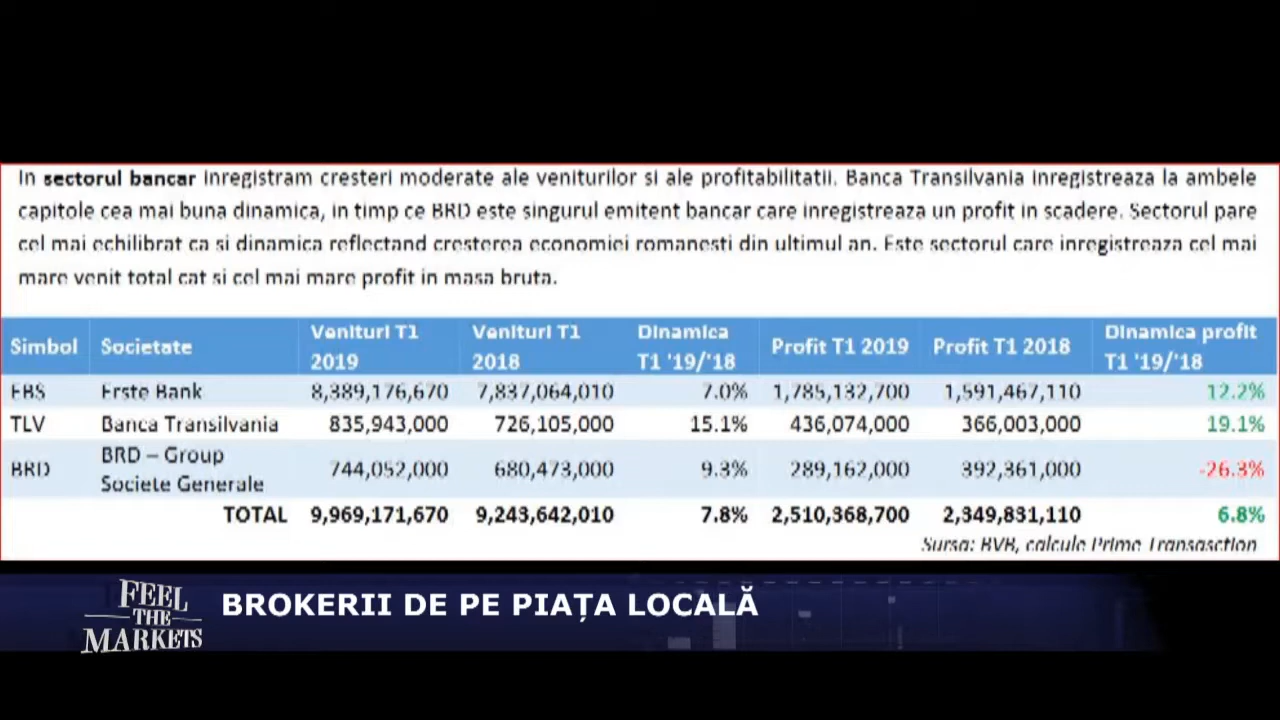 In sectorul bancar inregistram cresteri moderate ale veniturilor si ale profitabilitatii. Banca Transilvania inregistreaza la ambele
capitole cea mai buna dinamica, in timp ce BRD este singurul emitent bancar care inregistreaza un profit in scadere. Sectorul pare
cel mai echilibrat ca si dinamica reflectand cresterea economiei romanesti din ultimul an. Este sectorul care inregistreaza cel mai
mare venit total cat si cel mai mare profit in masa bruta.
Simbol Societate Venituri T1 2019 Venituri T1 2018 Dinamica T1 '19/'18 Profit T1 2019 Profit T1 2018 Dinamica profit T1 '19/'18
EBS Erste Bank 8,389,176,670 7,837,064,010 7.0% 1,785,132,700 1,591,467,110 12.2%
TLV Banca Transilvania 835,943,000 726,105,000 15.1% 436,074,000 366,003,000 19.1%
BRD BRD – Group Societe Generale 744,052,000 680,473,000 9.3% 289,162,000 392,361,000 -26.3%
TOTAL 9,969,171,670 9,243,642,010 7.8% 2,510,368,700 2,349,831,110 6.8%
Sursa: BVB, calcule Prime Transasction
FEEL
THE
MARKETS
BROKERII DE PE PIAȚA LOCALĂ